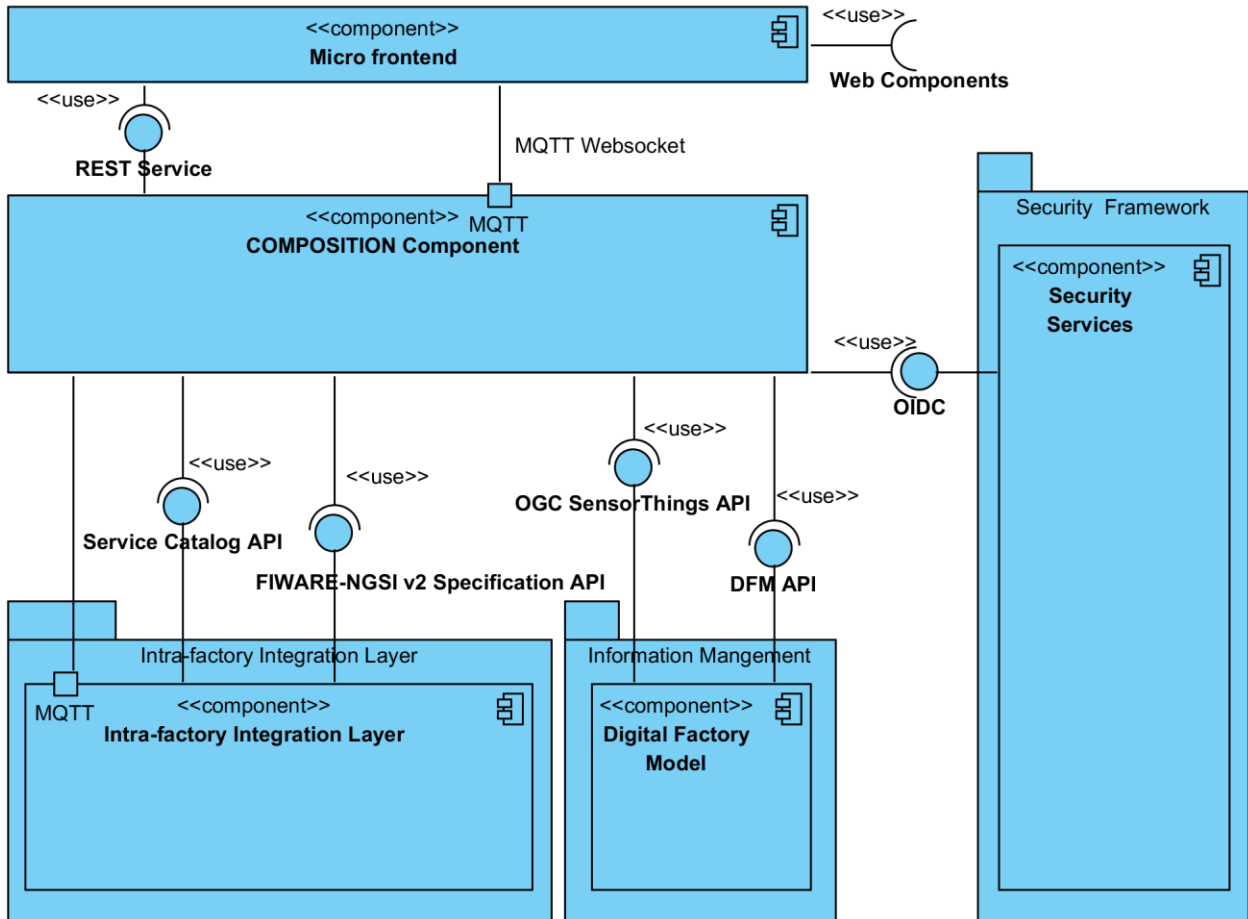 <<component>>
Micro frontend
<<use>>
Web Components
<<use>>
REST Service
MQTT Websocket
<<component>>
MQTT
COMPOSITION Component
Security Framework
<<component>>
Security
Services
<<use>>
OIDC
<<use>>
Service Catalog API
<<use>>
FIWARE-NGSI v2 Specification API
<<use>>
OGC SensorThings API
<<use>>
DFM API
Intra-factory Integration Layer
MQTT
<<component>>
Intra-factory Integration Layer
Information Mangement
<<component>>
Digital Factory
Model